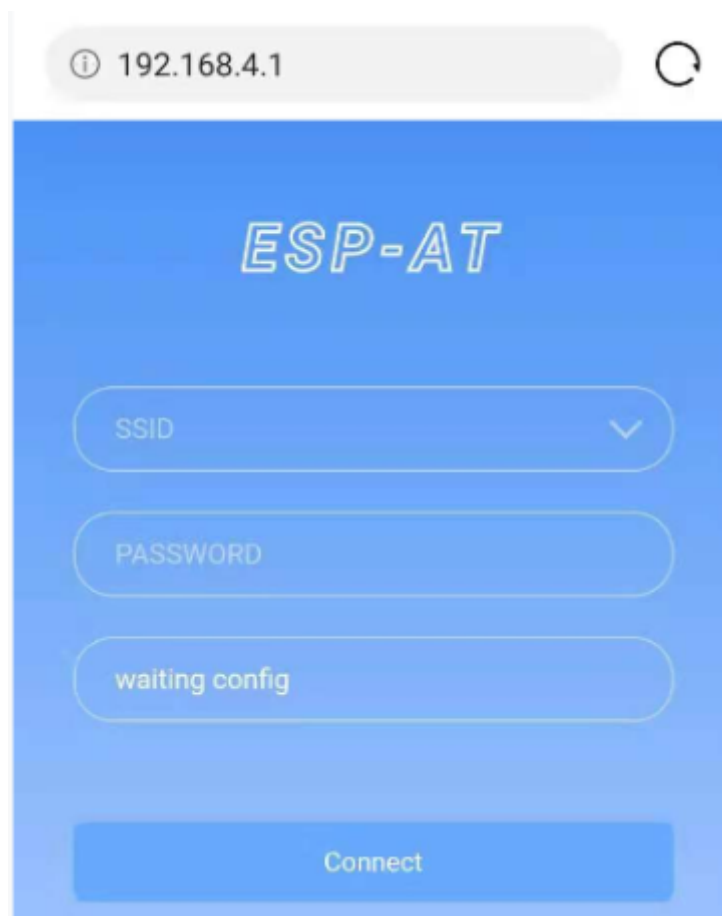 192.168.4.1
ESP-AT
SSID
PASSWORD
waiting config
Connect